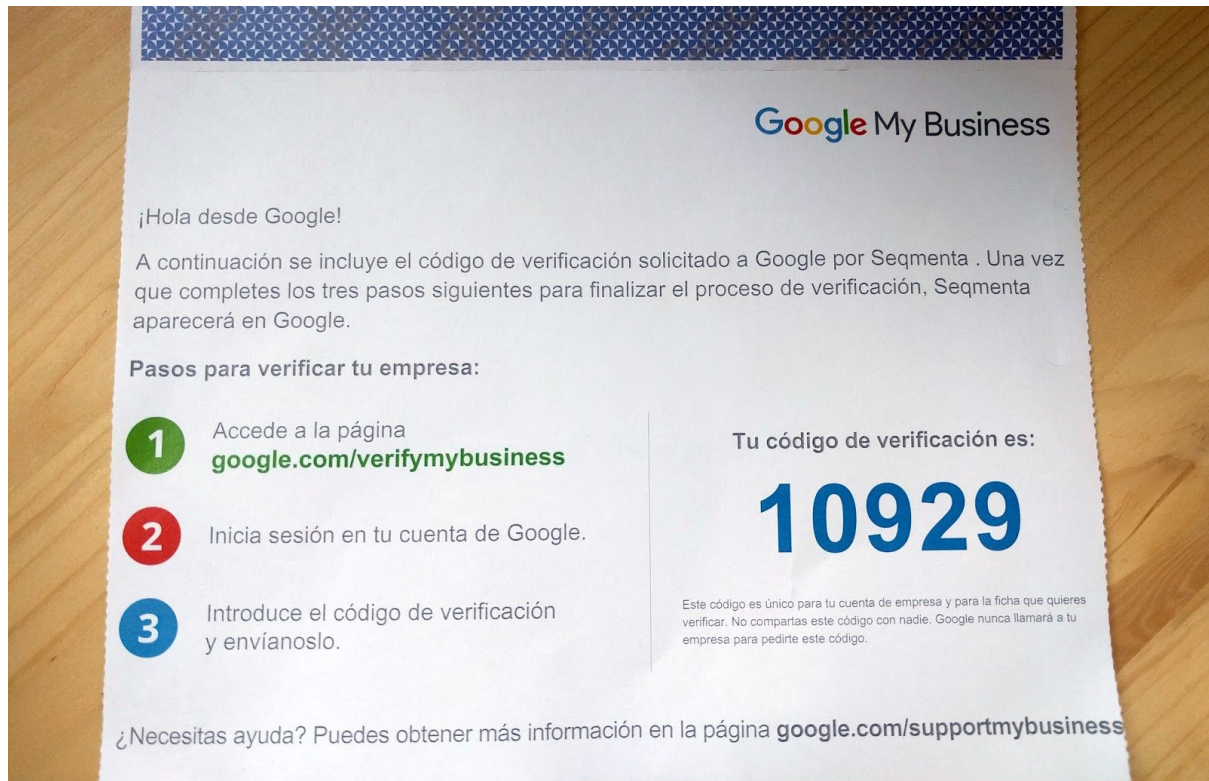 Google My Business
¡Hola desde Google!
A continuación se incluye el código de verificación solicitado a Google por Seqmenta . Una vez
que completes los tres pasos siguientes para finalizar el proceso de verificación, Seqmenta
aparecerá en Google.
Pasos para verificar tu empresa:
1 Accede a la página
google.com/verifymybusiness
2 Inicia sesión en tu cuenta de Google.
3 Introduce el código de verificación
y envíanoslo.
Tu código de verificación es:
10929
Este código es único para tu cuenta de empresa y para la ficha que quieres
verificar. No compartas este código con nadie. Google nunca llamará a tu
empresa para pedirte este código.
¿Necesitas ayuda? Puedes obtener más información en la página google.com/supportmybusiness